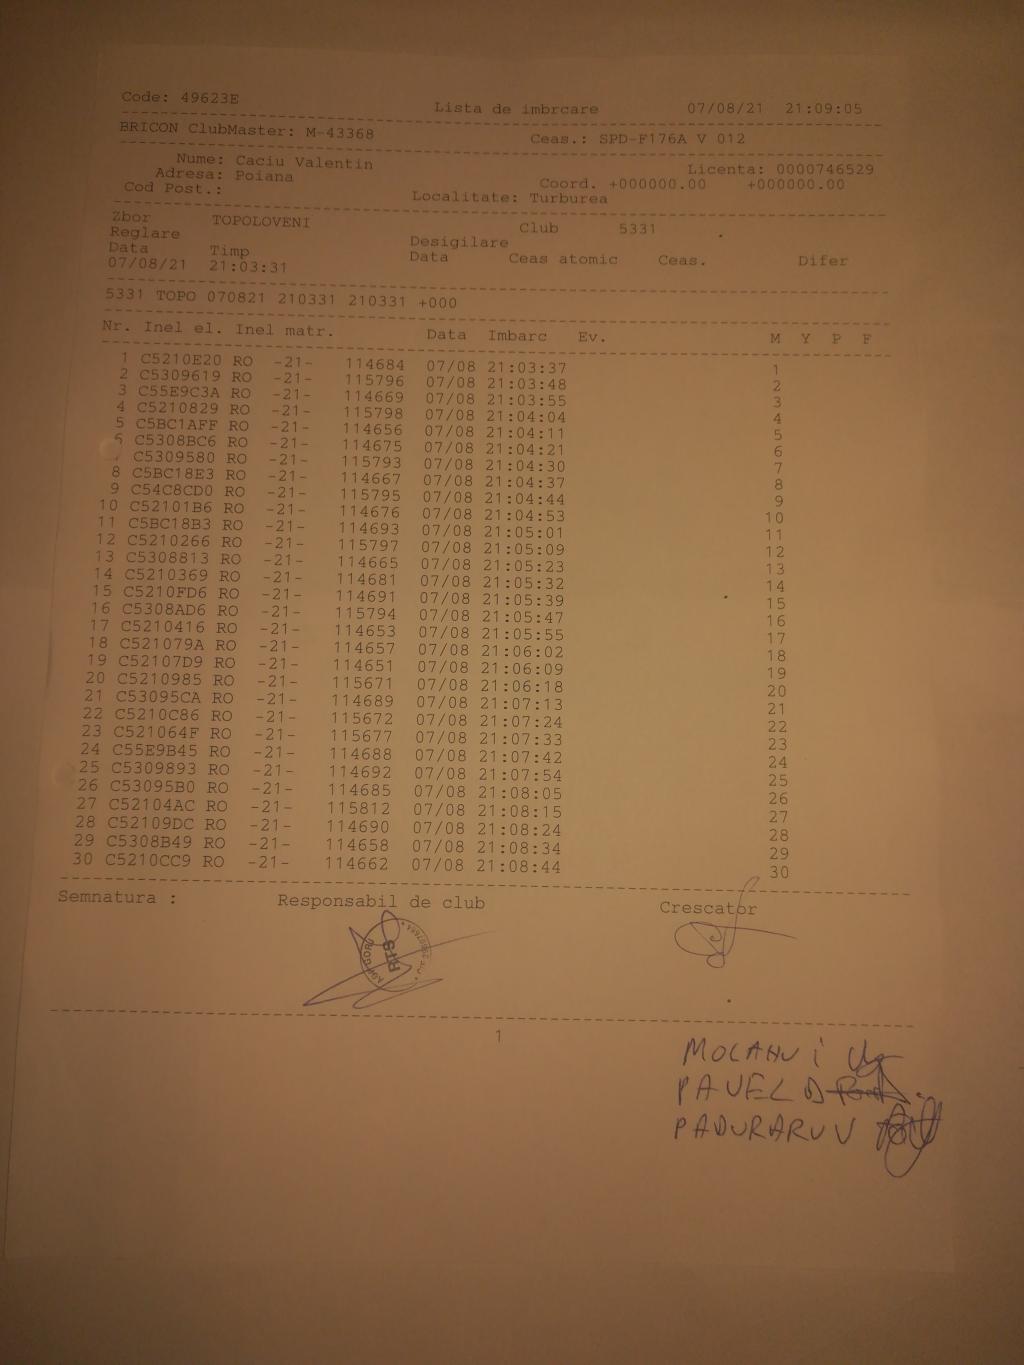 Code: 49623E Lista de imbrcare 07/08/21 21:09:05
BRICON ClubMaster: M-43368 Ceas.: SPD-F176A V 012
Nume: Caciu Valentin Licenta: 0000746529
Adresa: Poiana Coord. +000000.00 +000000.00
Cod Post.: Localitate: Turburea
Zbor TOPOLOVENI Club 5331
Reglare Desigilare
Data Timp Data Ceas atomic Ceas. Difer
07/08/21 21:03:31
5331 TOPO 070821 210331 210331 +000
Nr. Inel el. Inel matr. Data Imbarc Ev. M Y P F
1 C5210E20 RO -21- 114684 07/08 21:03:37 1
2 C5309619 RO -21- 115796 07/08 21:03:48 2
3 C55E9C3A RO -21- 114669 07/08 21:03:55 3
4 C5210829 RO -21- 115798 07/08 21:04:04 4
5 C5BC1AFF RO -21- 114656 07/08 21:04:11 5
6 C5308BC6 RO -21- 114675 07/08 21:04:21 6
C5309580 RO -21- 115793 07/08 21:04:30 7
8 C5BC18E3 RO -21- 114667 07/08 21:04:37 8
9 C54C8CD0 RO -21- 115795 07/08 21:04:44 9
10 C52101B6 RO -21- 114676 07/08 21:04:53 10
11 C5BC18B3 RO -21- 114693 07/08 21:05:01 11
12 C5210266 RO -21- 115797 07/08 21:05:09 12
13 C5308813 RO -21- 114665 07/08 21:05:23 13
14 C5210369 RO -21- 114681 07/08 21:05:32 14
15 C5210FD6 RO -21- 114691 07/08 21:05:39 15
16 C5308AD6 RO -21- 115794 07/08 21:05:47 16
17 C5210416 RO -21- 114653 07/08 21:05:55 17
18 C521079A RO -21- 114657 07/08 21:06:02 18
19 C52107D9 RO -21- 114651 07/08 21:06:09 19
20 C5210985 RO -21- 115671 07/08 21:06:18 20
21 C53095CA RO -21- 114689 07/08 21:07:13 21
22 C5210C86 RO -21- 115672 07/08 21:07:24 22
23 C521064F RO -21- 115677 07/08 21:07:33 23
24 C55E9B45 RO -21- 114688 07/08 21:07:42 24
25 C5309893 RO -21- 114692 07/08 21:07:54 25
26 C53095B0 RO -21- 114685 07/08 21:08:05 26
27 C52104AC RO -21- 115812 07/08 21:08:15 27
28 C52109DC RO -21- 114690 07/08 21:08:24 28
29 C5308B49 RO -21- 114658 07/08 21:08:34 29
30 C5210CC9 RO -21- 114662 07/08 21:08:44 30
Semnatura : Responsabil de club Crescator
1
MOLANU i
PAVEL D
PADURARU V